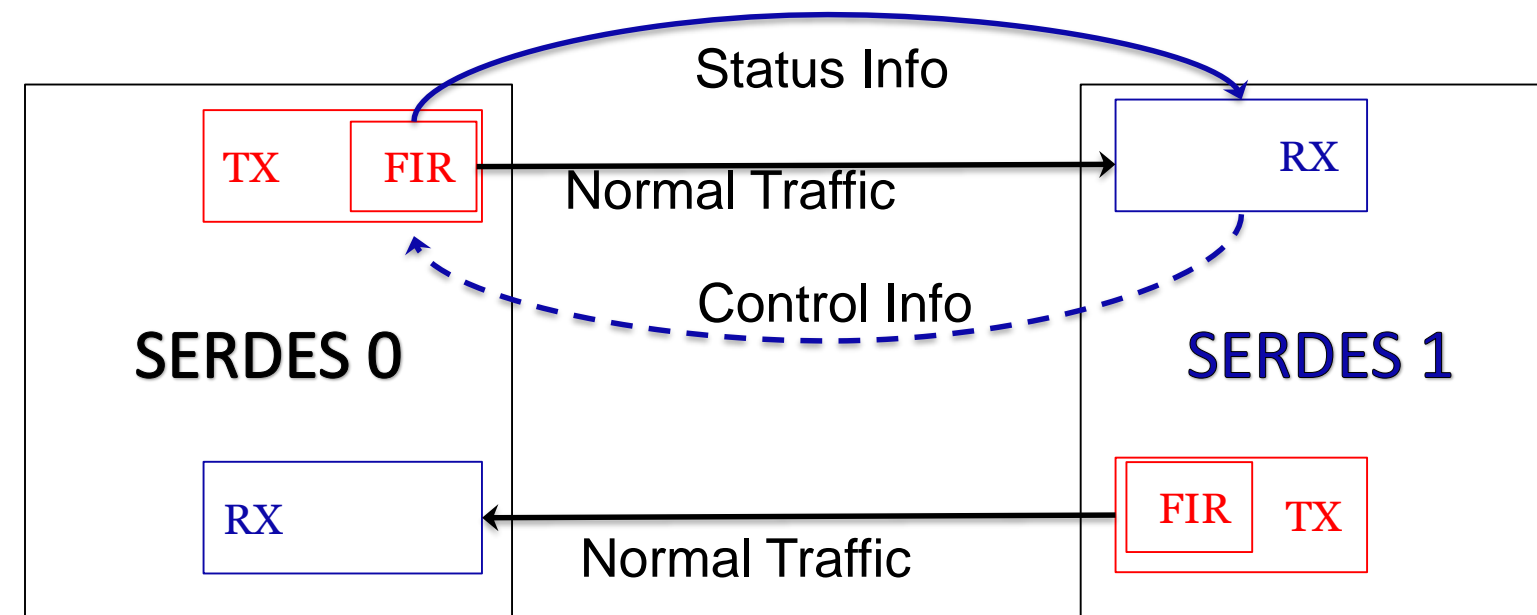 Status Info
TX FIR
RX
Normal Traffic
Control Info
SERDES 0
SERDES 1
RX
FIR TX
Normal Traffic